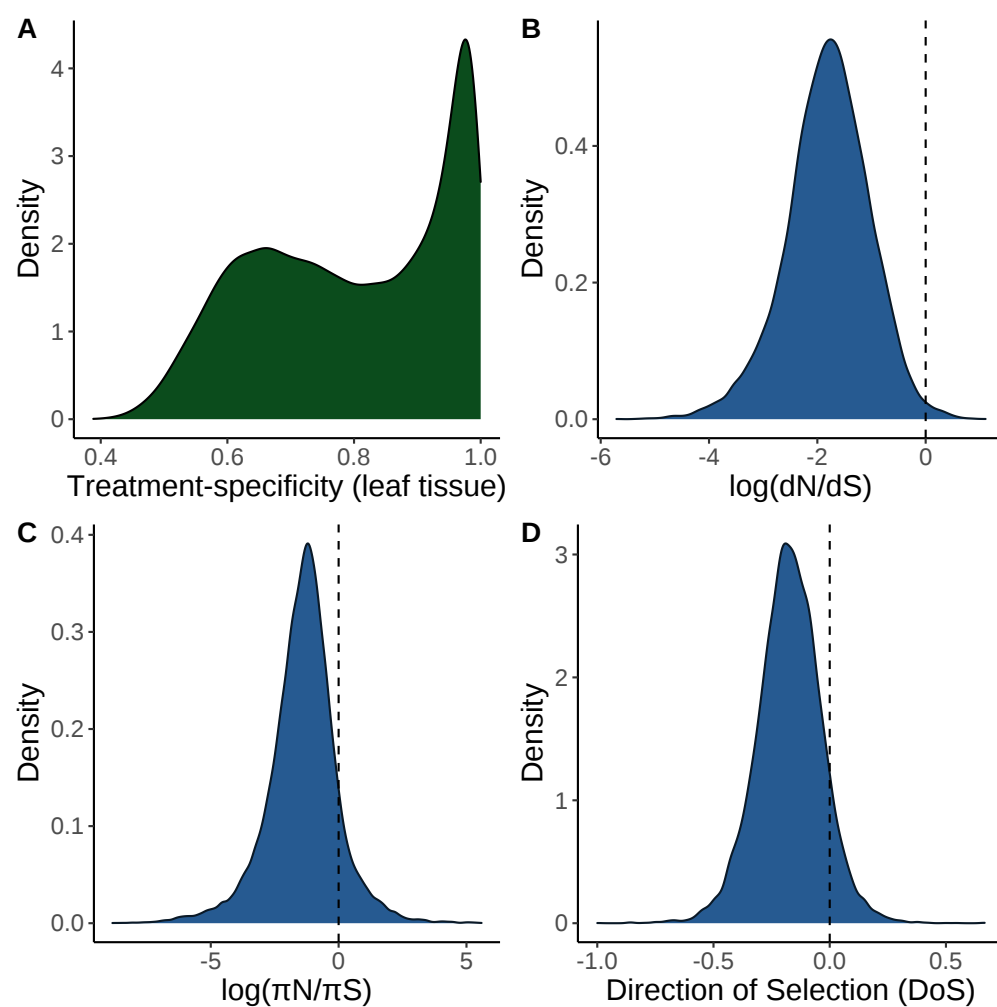 A
Density
4
3
2
1
0
0.4 0.6 0.8 1.0
Treatment-specificity (leaf tissue)
B
Density
0.4
0.2
0.0
-6 -4 -2 0
log(dN/dS)
C
Density
0.4
0.3
0.2
0.1
0.0
-5 0 5
log(πN/πS)
D
Density
3
2
1
0
-1.0 -0.5 0.0 0.5
Direction of Selection (DoS)